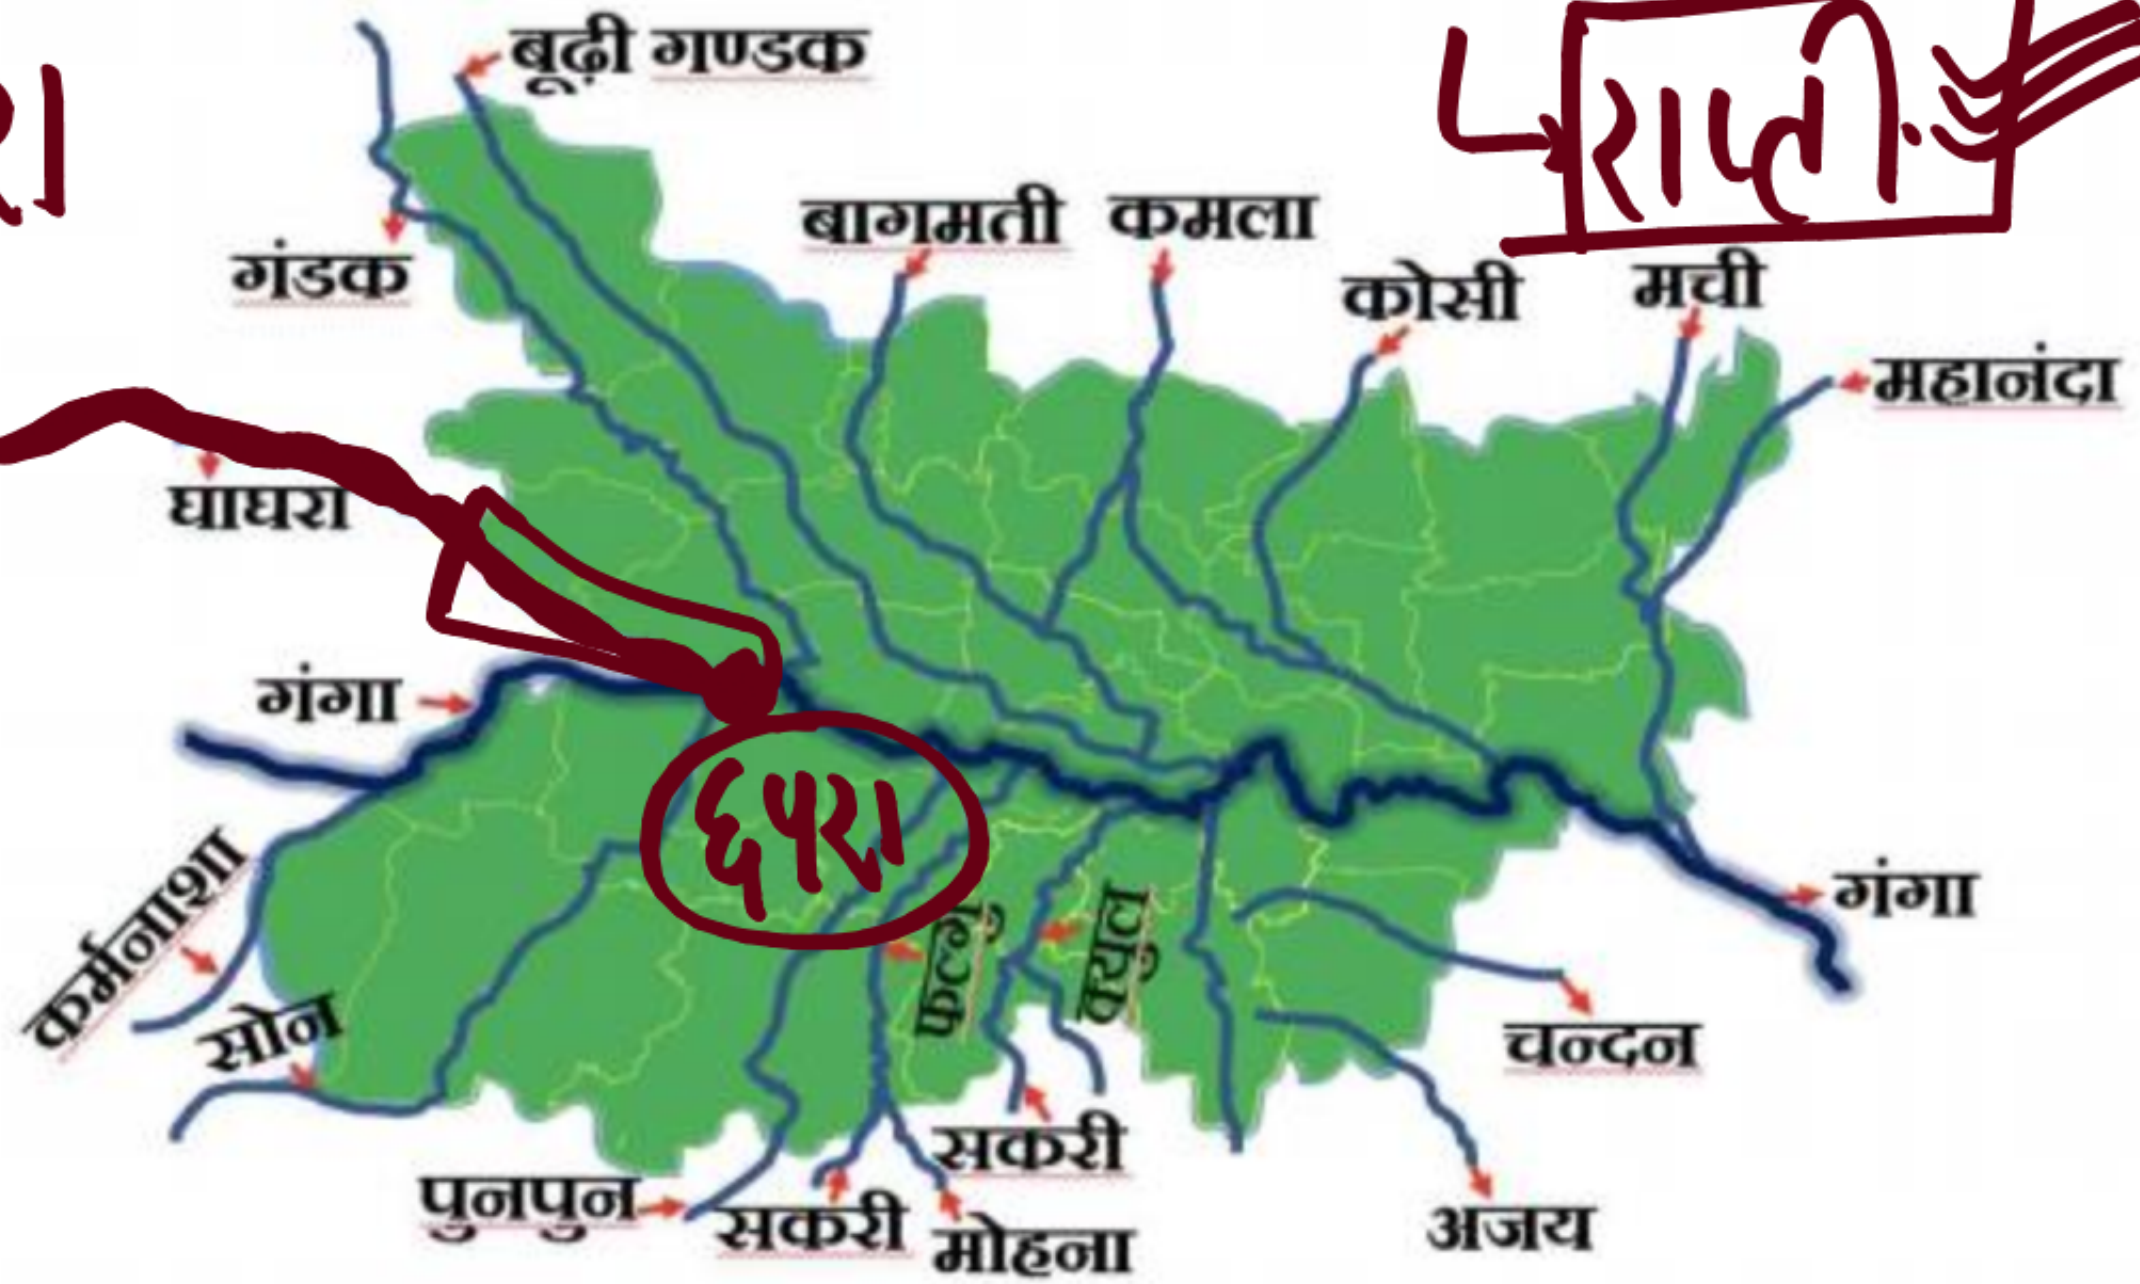 बूढ़ी गण्डक
राप्ती
बागमती
कमला
गंडक
कोसी
मची
महानंदा
घाघरा
गंगा
छपरा
कर्मनाशा
सोन
फल्गु
क्युल
गंगा
चन्दन
सकरी
पुनपुन
सकरी
मोहना
अजय